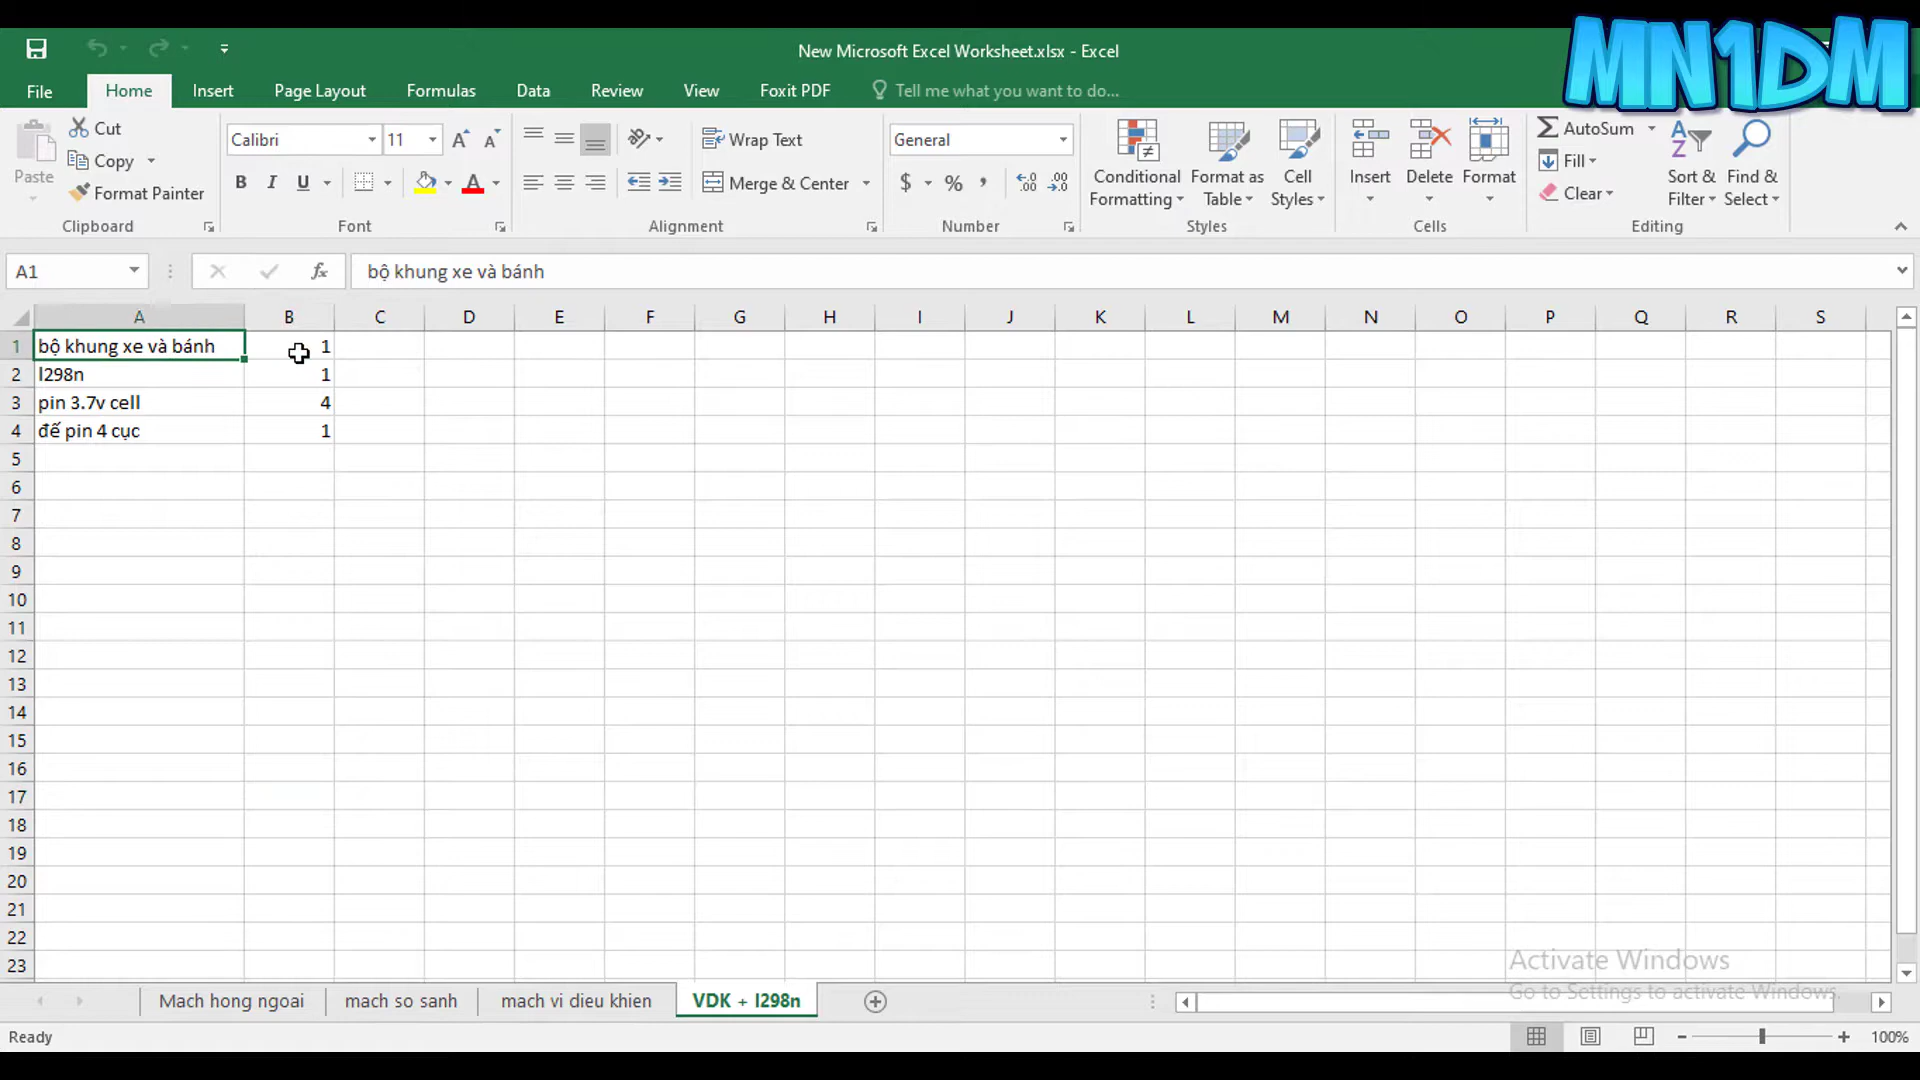 New Microsoft Excel Worksheet.xlsx - Excel
MN1DM
File Home Insert Page Layout Formulas Data Review View Foxit PDF Tell me what you want to do...
Paste
Cut
Copy
Format Painter
Clipboard
Calibri 11
B I U
Font
Wrap Text
Merge & Center
Alignment
General
$ % ,
Number
Conditional Formatting
Format as Table
Cell Styles
Styles
Insert Delete Format
Cells
AutoSum
Fill
Clear
Sort & Filter
Find & Select
Editing
A1 fx bộ khung xe và bánh
A B C D E F G H I J K L M N O P Q R S
1 bộ khung xe và bánh 1
2 l298n 1
3 pin 3.7v cell 4
4 đế pin 4 cục 1
5
6
7
8
9
10
11
12
13
14
15
16
17
18
19
20
21
22
23
Activate Windows
Go to Settings to activate Windows.
Mach hong ngoai mach so sanh mach vi dieu khien VDK + l298n
Ready 100%